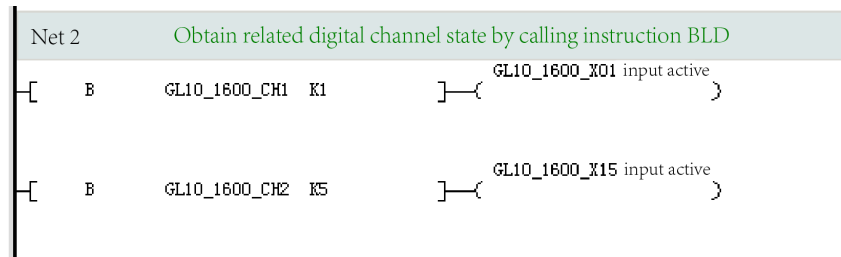 Net 2 Obtain related digital channel state by calling instruction BLD
GL10_1600_X01 input active
[ B GL10_1600_CH1 K1 ]—( )
GL10_1600_X15 input active
[ B GL10_1600_CH2 K5 ]—( )